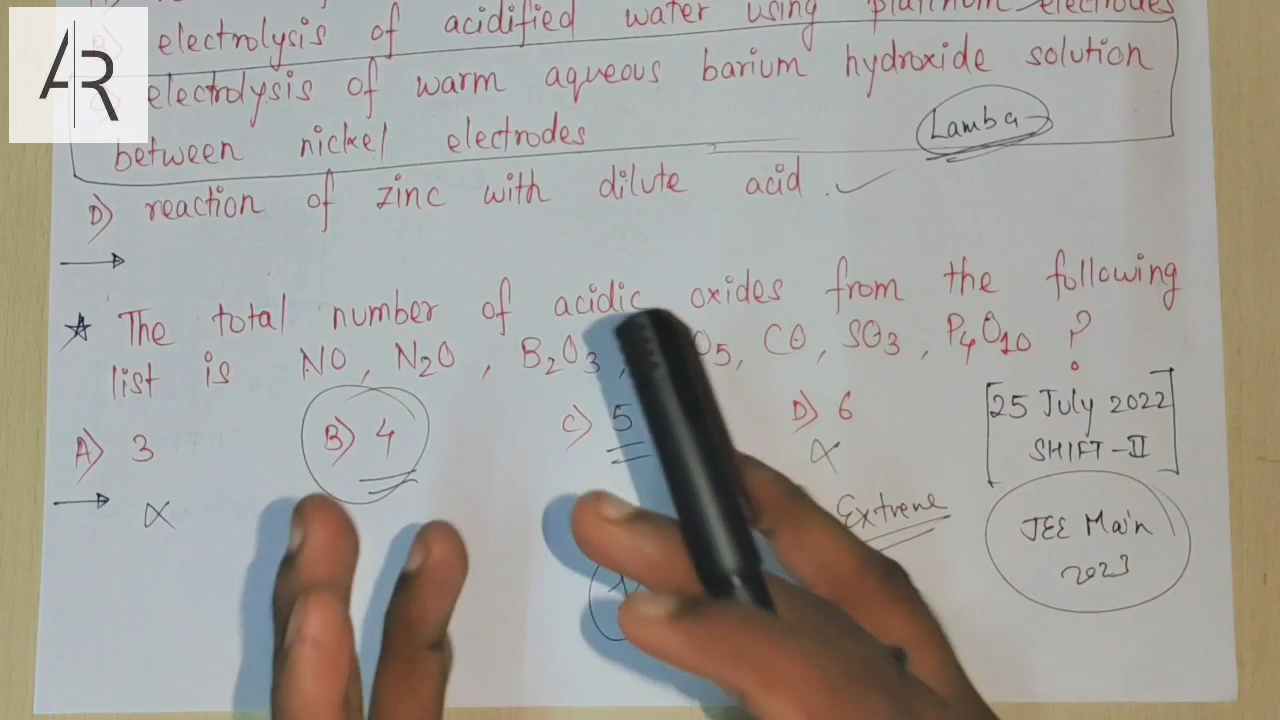 AR
electrolysis of acidified water using platinum electrodes
electrolysis of warm aqueous barium hydroxide solution
between nickel electrodes
Lamba
D) reaction of zinc with dilute acid.
The total number of acidic oxides from the following
list is NO, N2O, B2O3, O5, CO, SO3, P4O10 ?
A) 3 B) 4 C) 5 D) 6
[25 July 2022
SHIFT-II]
Extreme
JEE Main
2023